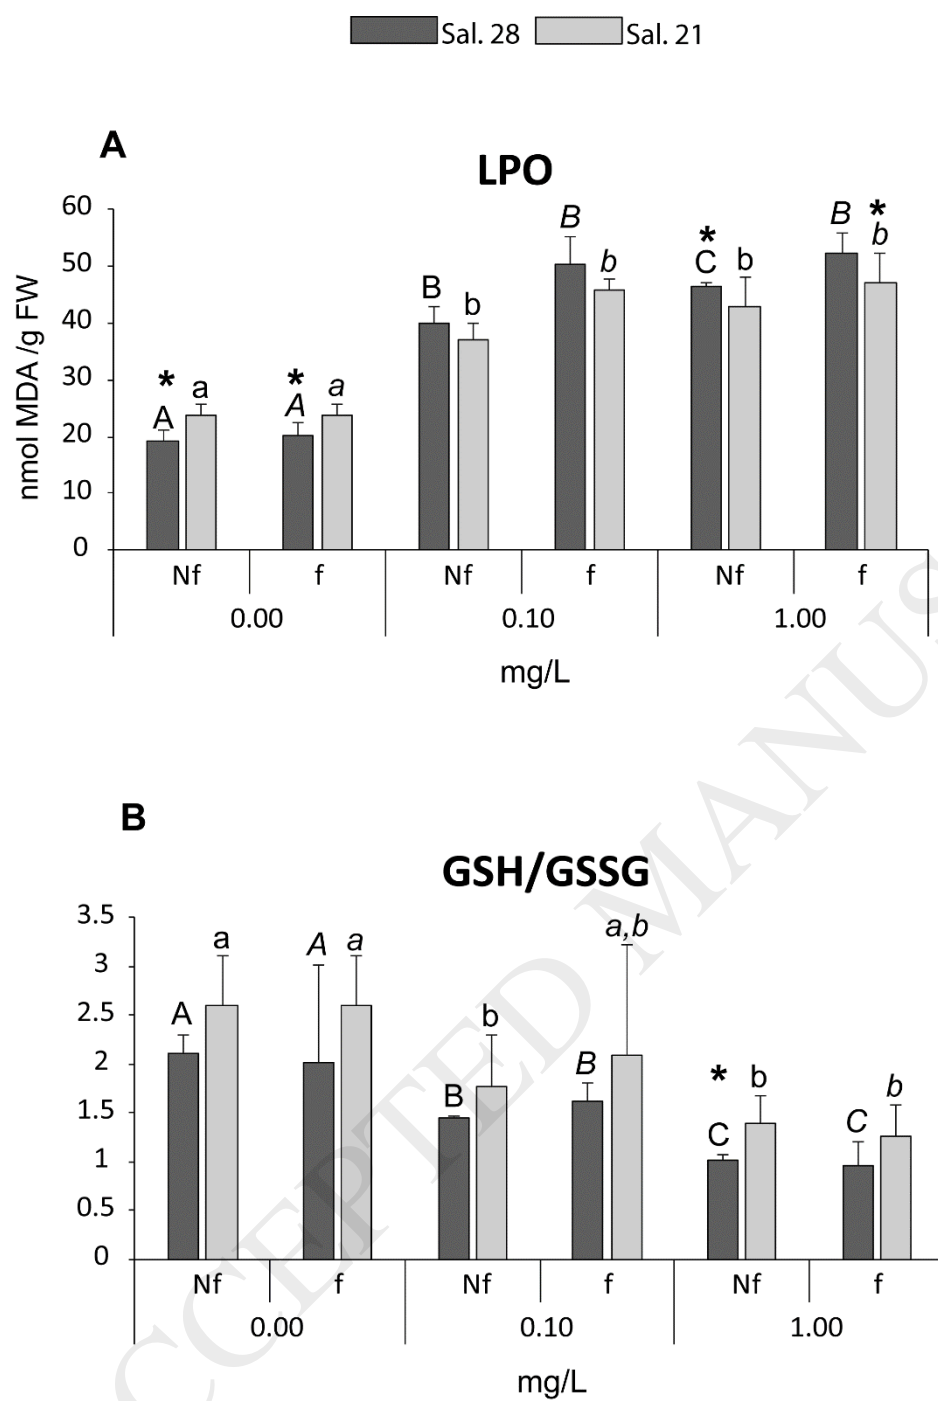 Sal. 28 Sal. 21
A
LPO
nmol MDA /g FW
60
50
40
30
20
10
0
* A a * A a B b B b * C b B * b
Nf f Nf f Nf f
0.00 0.10 1.00
mg/L
B
GSH/GSSG
3.5
3
2.5
2
1.5
1
0.5
0
A a A a B b B a,b * C b C b
Nf f Nf f Nf f
0.00 0.10 1.00
mg/L
CCEPTED MANUS